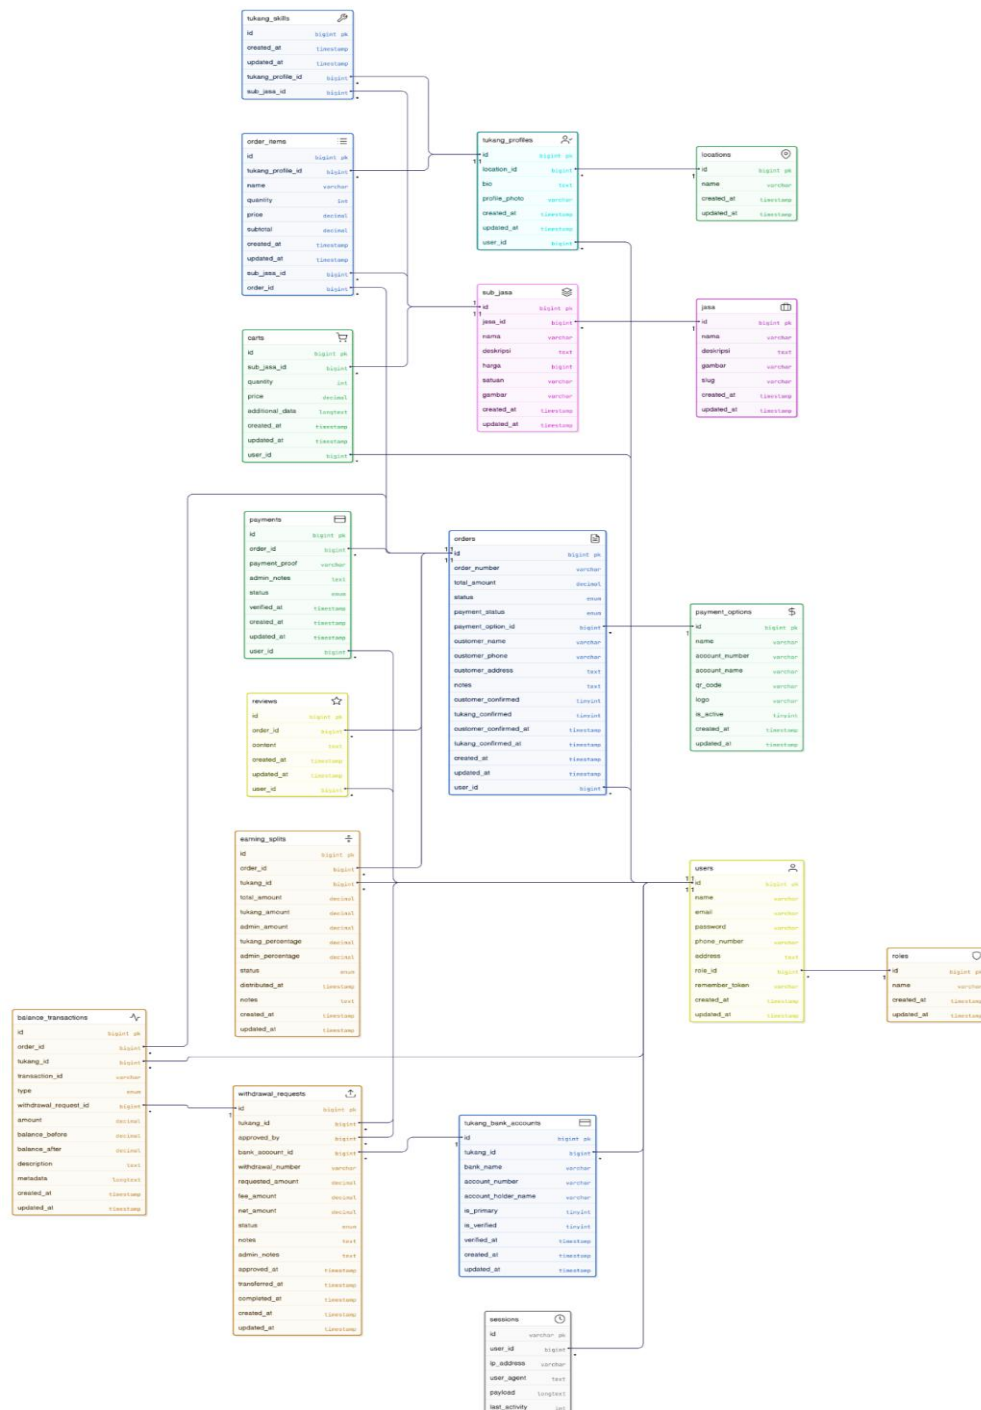 tukang_skills
id bigint pk
created_at timestamp
updated_at timestamp
tukang_profile_id bigint
sub_jasa_id bigint
order_items
id bigint pk
tukang_profile_id bigint
name varchar
quantity int
price decimal
subtotal decimal
created_at timestamp
updated_at timestamp
sub_jasa_id bigint
order_id bigint
tukang_profiles
id bigint pk
location_id bigint
bio text
profile_photo varchar
created_at timestamp
updated_at timestamp
user_id bigint
locations
id bigint pk
name varchar
created_at timestamp
updated_at timestamp
sub_jasa
id bigint pk
jasa_id bigint
nama varchar
deskripsi text
harga bigint
satuan varchar
gambar varchar
created_at timestamp
updated_at timestamp
jasa
id bigint pk
nama varchar
deskripsi text
gambar varchar
slug varchar
created_at timestamp
updated_at timestamp
carts
id bigint pk
sub_jasa_id bigint
quantity int
price decimal
additional_data longtext
created_at timestamp
updated_at timestamp
user_id bigint
payments
id bigint pk
order_id bigint
payment_proof varchar
admin_notes text
status enum
verified_at timestamp
created_at timestamp
updated_at timestamp
user_id bigint
orders
id bigint pk
order_number varchar
total_amount decimal
status enum
payment_status enum
payment_option_id bigint
customer_name varchar
customer_phone varchar
customer_address text
notes text
customer_confirmed tinyint
tukang_confirmed tinyint
customer_confirmed_at timestamp
tukang_confirmed_at timestamp
created_at timestamp
updated_at timestamp
user_id bigint
payment_options
id bigint pk
name varchar
account_number varchar
account_name varchar
qr_code varchar
logo varchar
is_active tinyint
created_at timestamp
updated_at timestamp
reviews
id bigint pk
order_id bigint
content text
created_at timestamp
updated_at timestamp
user_id bigint
earning_splits
id bigint pk
order_id bigint
tukang_id bigint
total_amount decimal
tukang_amount decimal
admin_amount decimal
tukang_percentage decimal
admin_percentage decimal
status enum
distributed_at timestamp
notes text
created_at timestamp
updated_at timestamp
users
id bigint pk
name varchar
email varchar
password varchar
phone_number varchar
address text
role_id bigint
remember_token varchar
created_at timestamp
updated_at timestamp
roles
id bigint pk
name varchar
created_at timestamp
updated_at timestamp
balance_transactions
id bigint pk
order_id bigint
tukang_id bigint
transaction_id varchar
type enum
withdrawal_request_id bigint
amount decimal
balance_before decimal
balance_after decimal
description text
metadata longtext
created_at timestamp
updated_at timestamp
withdrawal_requests
id bigint pk
tukang_id bigint
approved_by bigint
bank_account_id bigint
withdrawal_number varchar
requested_amount decimal
fee_amount decimal
net_amount decimal
status enum
notes text
admin_notes text
approved_at timestamp
transferred_at timestamp
completed_at timestamp
created_at timestamp
updated_at timestamp
tukang_bank_accounts
id bigint pk
tukang_id bigint
bank_name varchar
account_number varchar
account_holder_name varchar
is_primary tinyint
is_verified tinyint
verified_at timestamp
created_at timestamp
updated_at timestamp
sessions
id varchar pk
user_id bigint
ip_address varchar
user_agent text
payload longtext
last_activity int